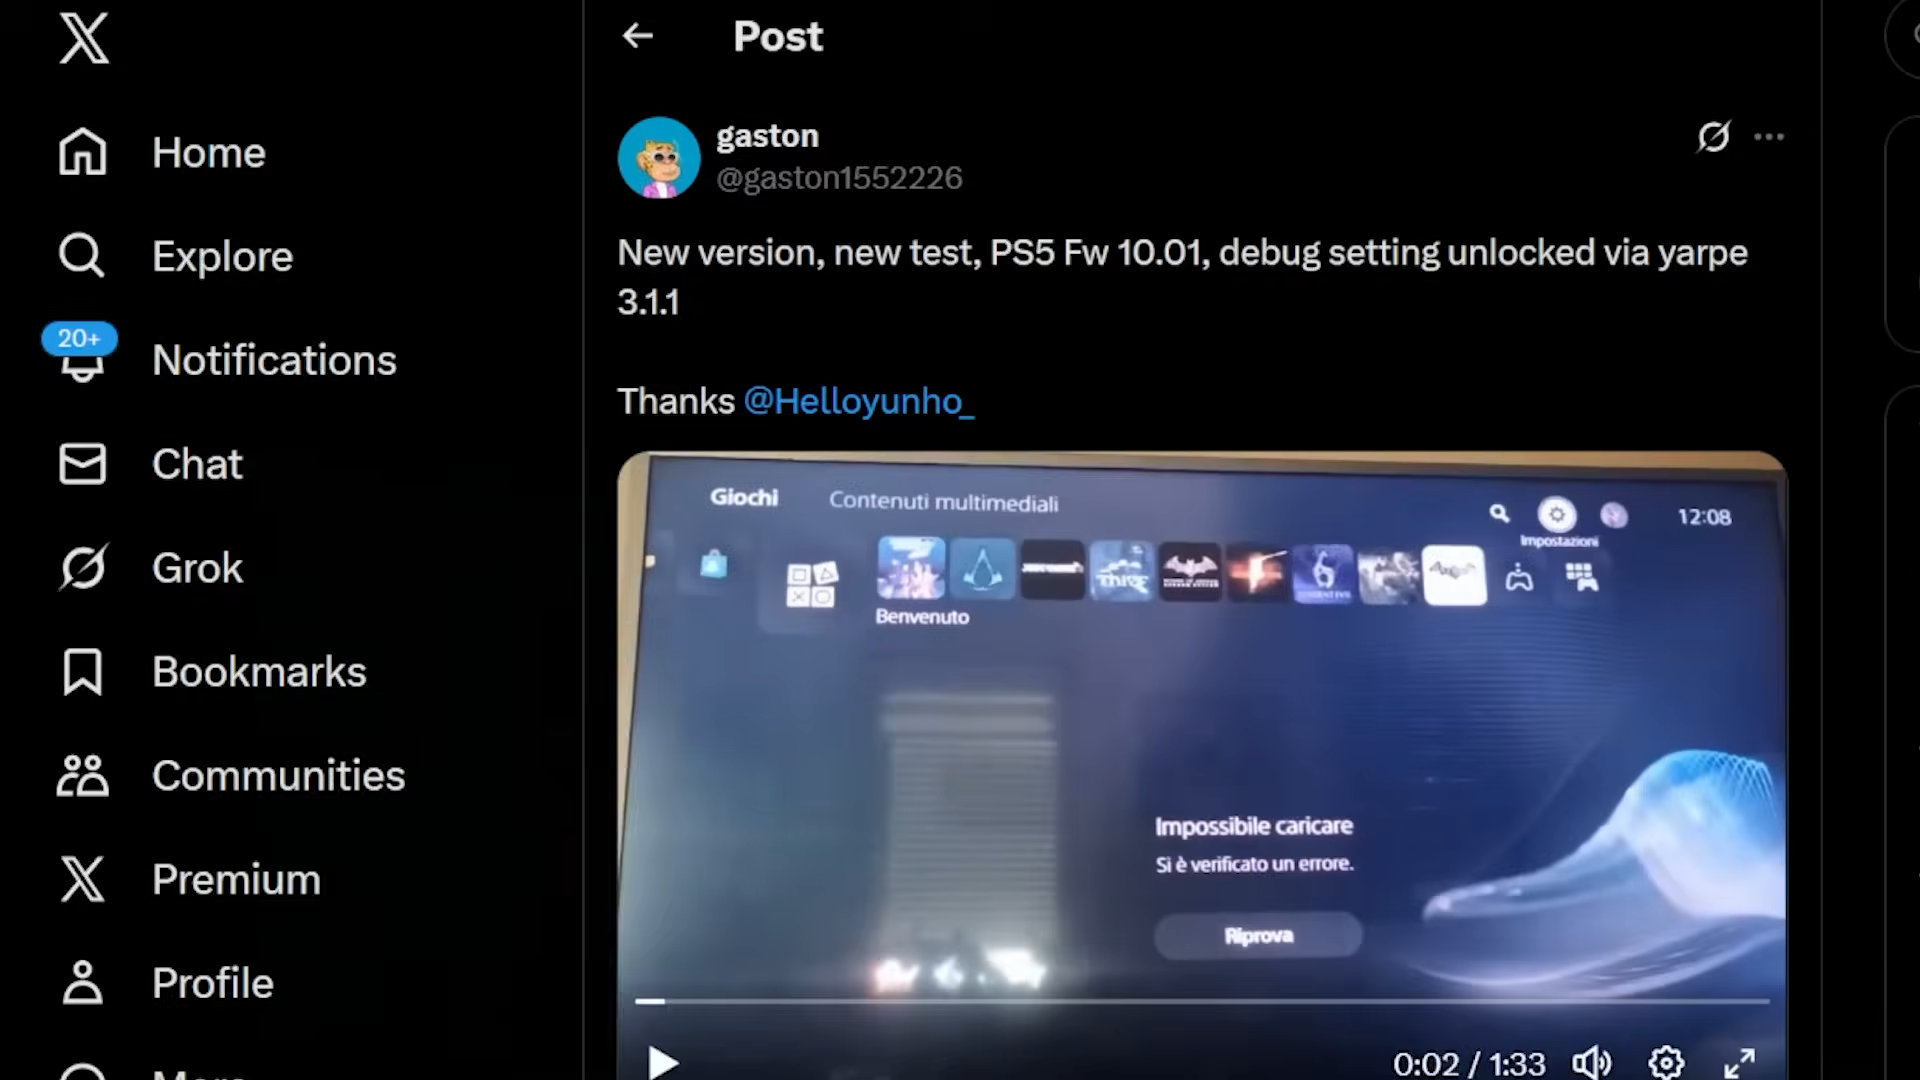 Post
Home
Explore
20+
Notifications
Chat
Grok
Bookmarks
Communities
Premium
Profile
gaston
@gaston1552226
New version, new test, PS5 Fw 10.01, debug setting unlocked via yarpe
3.1.1
Thanks @Helloyunho_
Giochi
Contenuti multimediali
12:08
Impostazioni
THIEF
Benvenuto
Impossibile caricare
Si è verificato un errore.
Riprova
0:02 / 1:33